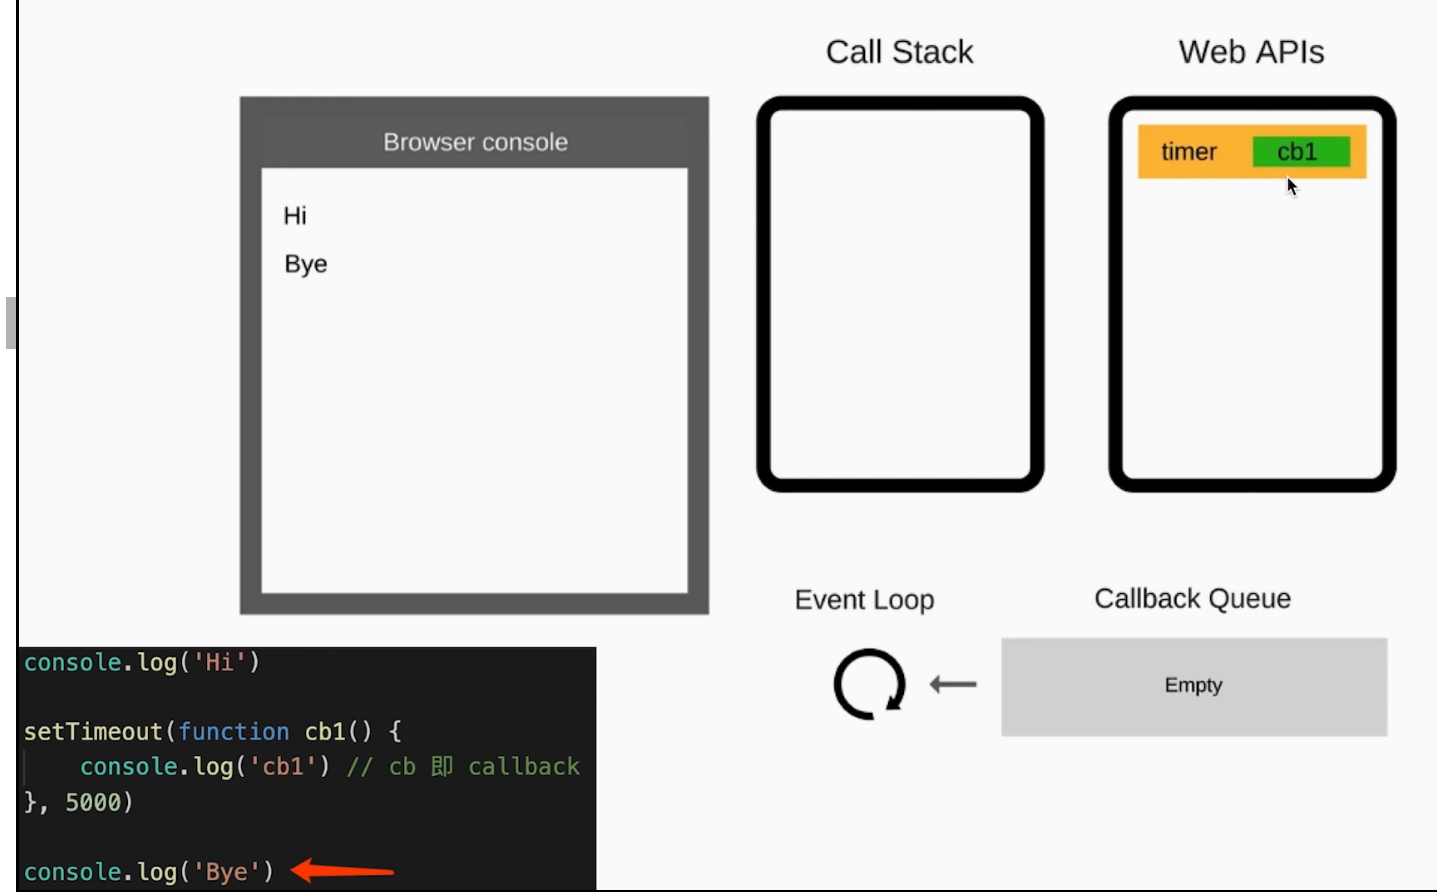 Call Stack
Web APIs
Browser console
timer
cb1
Hi
Bye
Event Loop
Callback Queue
Empty
console.log('Hi')
setTimeout(function cb1() {
    console.log('cb1') // cb 即 callback
}, 5000)
console.log('Bye')